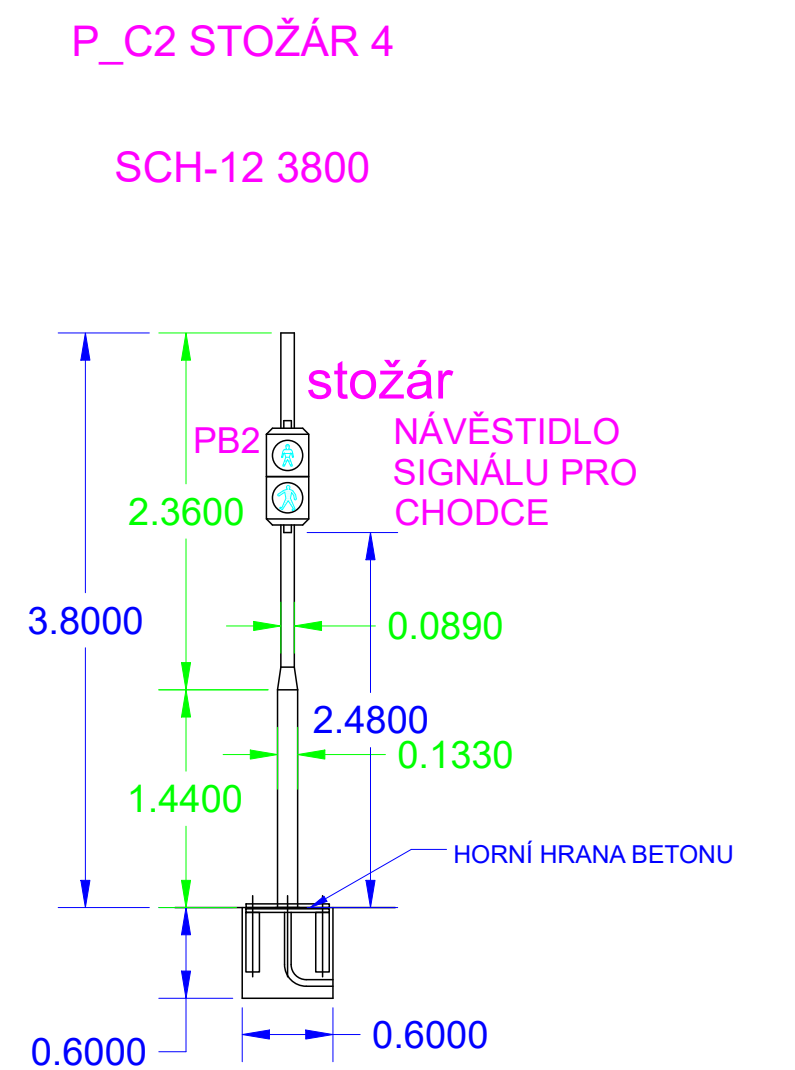 P_C2 STOŽÁR 4
SCH-12 3800
stožár
PB2
NÁVĚSTIDLO
SIGNÁLU PRO
CHODCE
2.3600
3.8000
0.0890
2.4800
0.1330
1.4400
HORNÍ HRANA BETONU
0.6000
0.6000